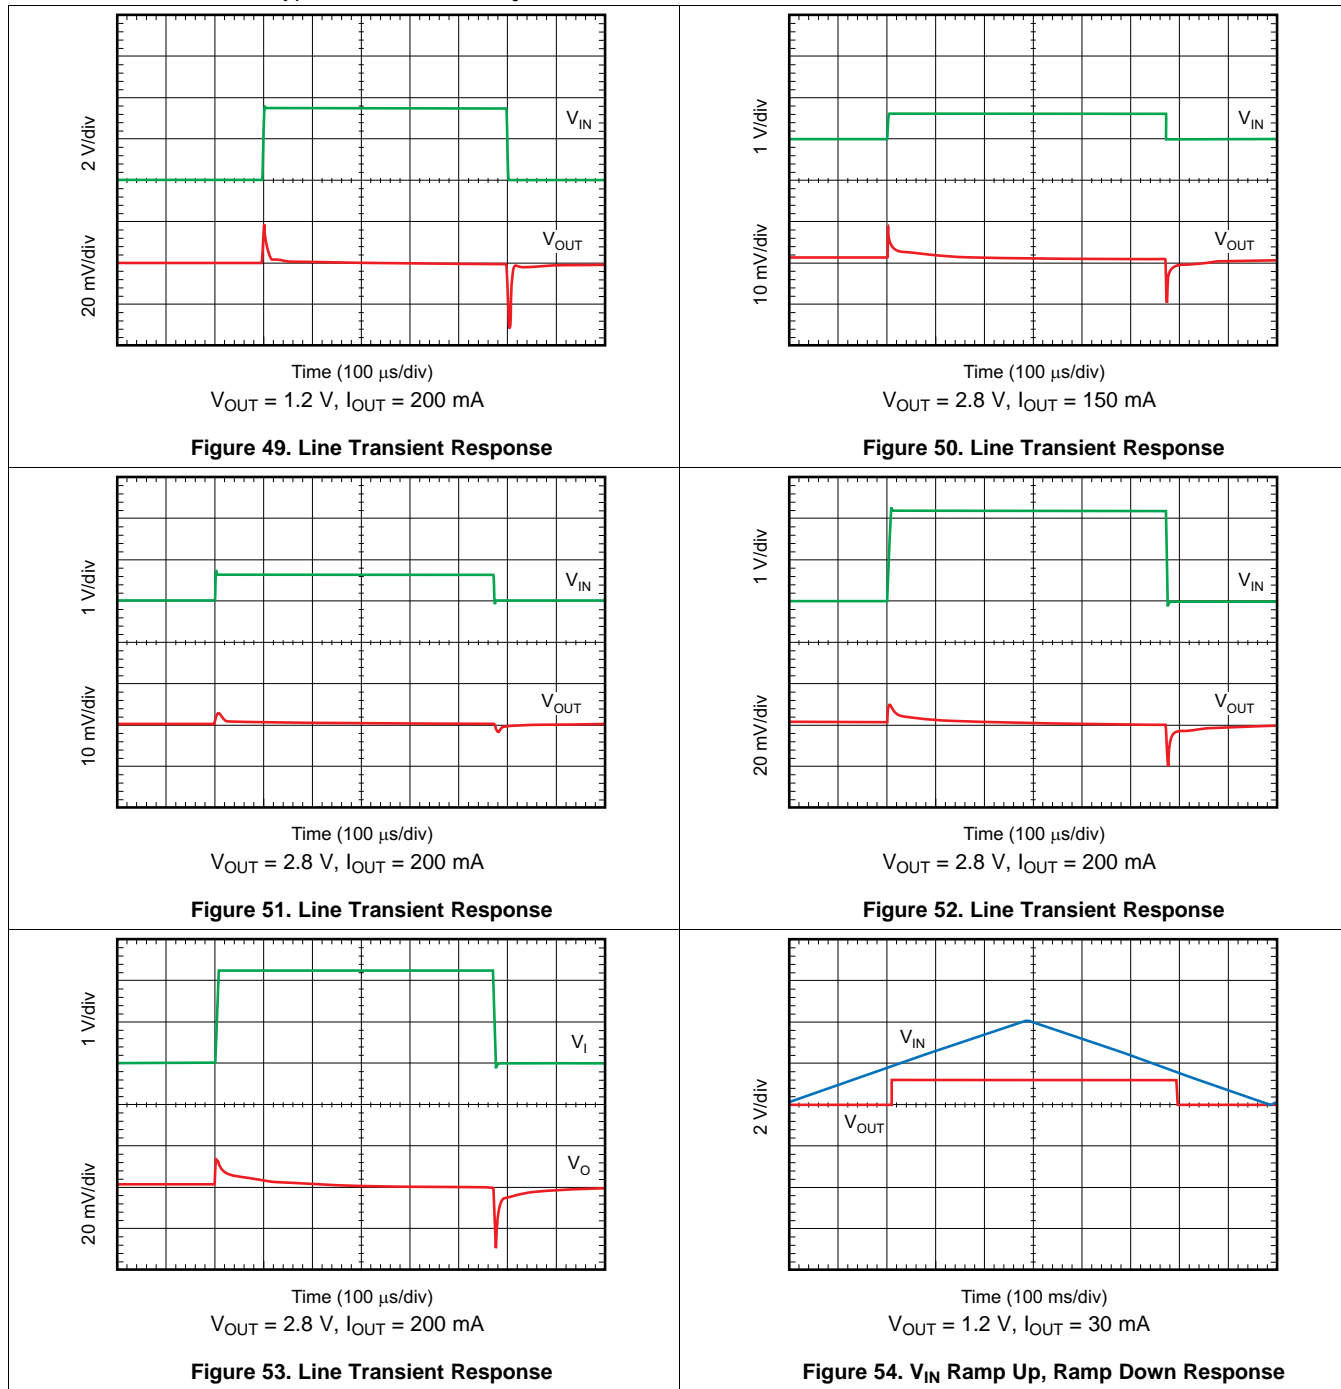 2 V/div
20 mV/div
V_IN
V_OUT
Time (100 μs/div)
V_OUT = 1.2 V, I_OUT = 200 mA
Figure 49. Line Transient Response
1 V/div
10 mV/div
V_IN
V_OUT
Time (100 μs/div)
V_OUT = 2.8 V, I_OUT = 150 mA
Figure 50. Line Transient Response
1 V/div
10 mV/div
V_IN
V_OUT
Time (100 μs/div)
V_OUT = 2.8 V, I_OUT = 200 mA
Figure 51. Line Transient Response
1 V/div
20 mV/div
V_IN
V_OUT
Time (100 μs/div)
V_OUT = 2.8 V, I_OUT = 200 mA
Figure 52. Line Transient Response
1 V/div
20 mV/div
V_I
V_O
Time (100 μs/div)
V_OUT = 2.8 V, I_OUT = 200 mA
Figure 53. Line Transient Response
2 V/div
V_IN
V_OUT
Time (100 ms/div)
V_OUT = 1.2 V, I_OUT = 30 mA
Figure 54. V_IN Ramp Up, Ramp Down Response